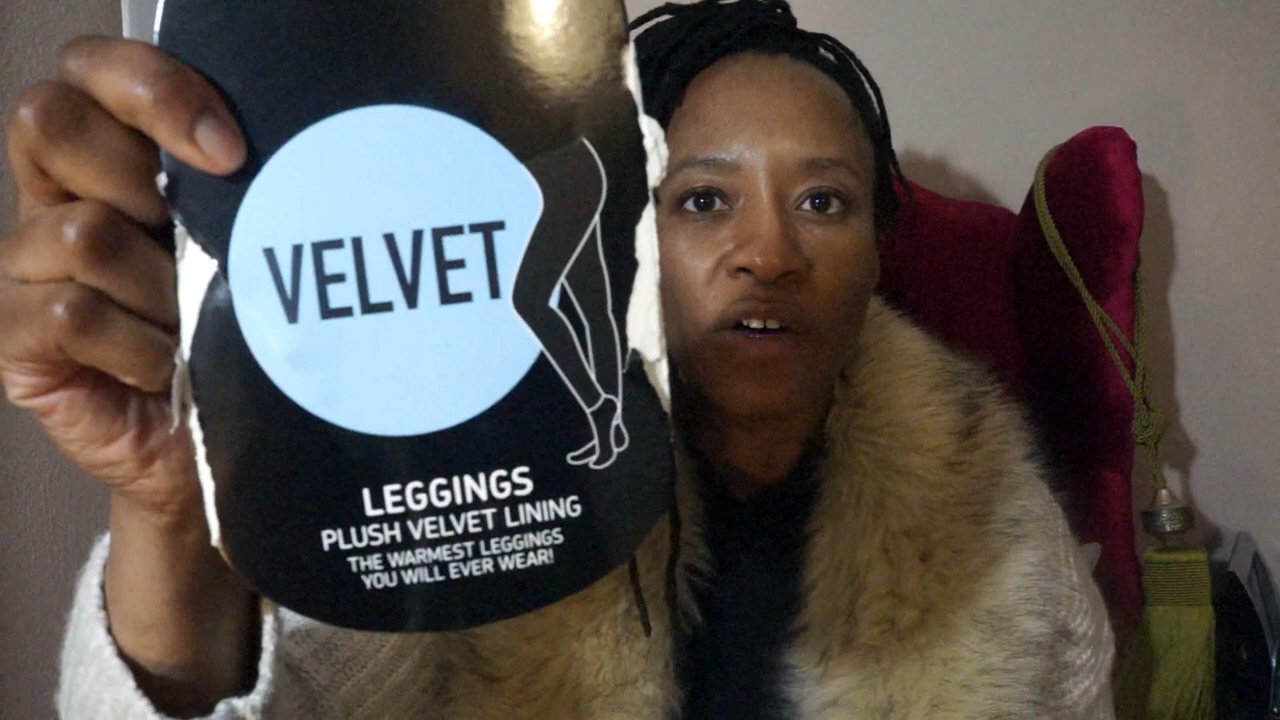 VELVET
LEGGINGS
PLUSH VELVET LINING
THE WARMEST LEGGINGS
YOU WILL EVER WEAR!